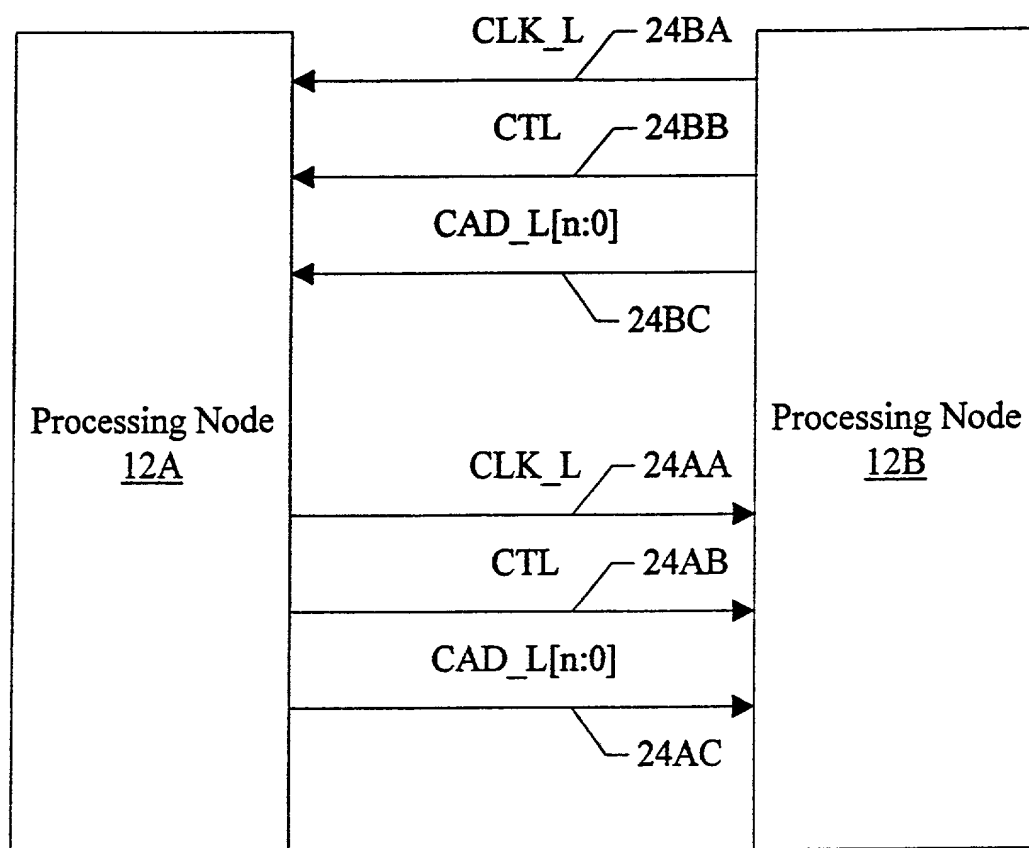 CLK_L 24BA
CTL 24BB
CAD_L[n:0]
24BC
Processing Node
12A
Processing Node
12B
CLK_L 24AA
CTL 24AB
CAD_L[n:0]
24AC